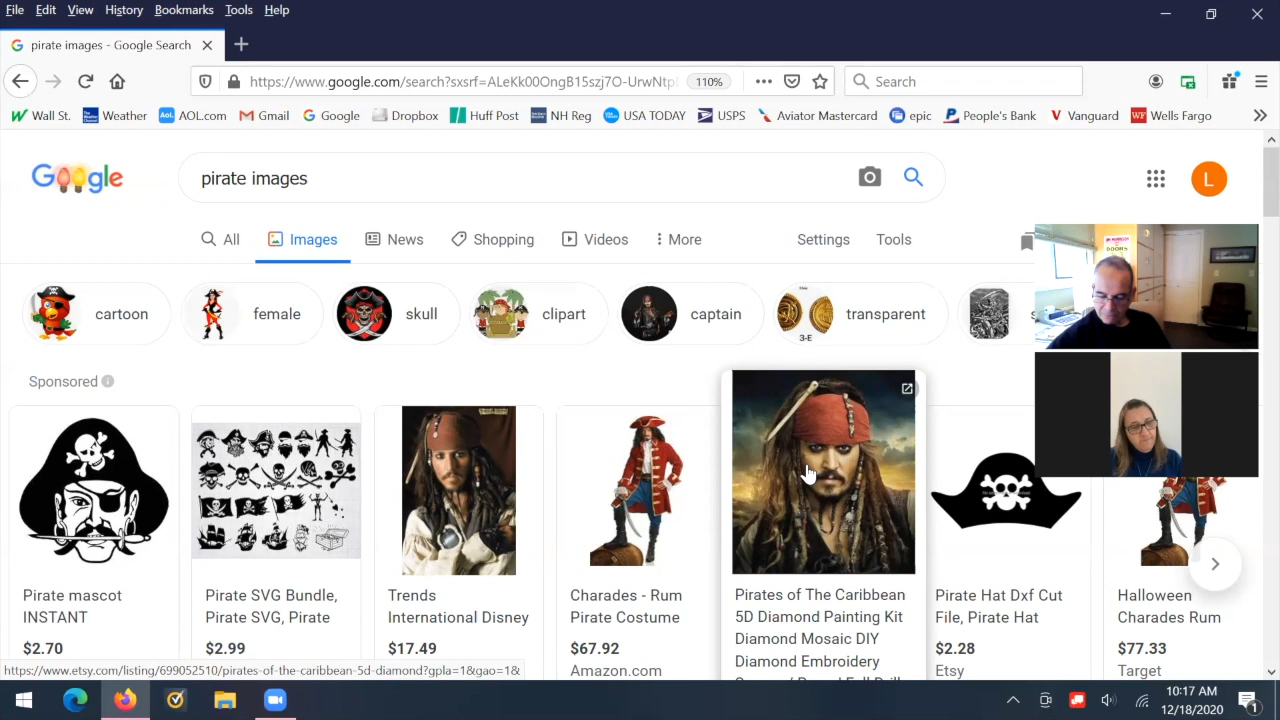 File Edit View History Bookmarks Tools Help
pirate images - Google Search
https://www.google.com/search?sxsrf=ALeKk00OngB15szj7O-UrwNtp
110%
Search
Wall St. Weather AOL.com Gmail Google Dropbox Huff Post NH Reg USA TODAY USPS Aviator Mastercard epic People's Bank Vanguard Wells Fargo
Google
pirate images
L
All Images News Shopping Videos More Settings Tools
cartoon female skull clipart captain transparent
3-E
Sponsored
Pirate mascot
INSTANT
$2.70
Pirate SVG Bundle,
Pirate SVG, Pirate
$2.99
Trends
International Disney
$17.49
Charades - Rum
Pirate Costume
$67.92
Amazon.com
Pirates of The Caribbean
5D Diamond Painting Kit
Diamond Mosaic DIY
Diamond Embroidery
Pirate Hat Dxf Cut
File, Pirate Hat
$2.28
Etsy
Halloween
Charades Rum
$77.33
Target
https://www.etsy.com/listing/699052510/pirates-of-the-caribbean-5d-diamond?gpla=1&gao=1&
10:17 AM
12/18/2020
1